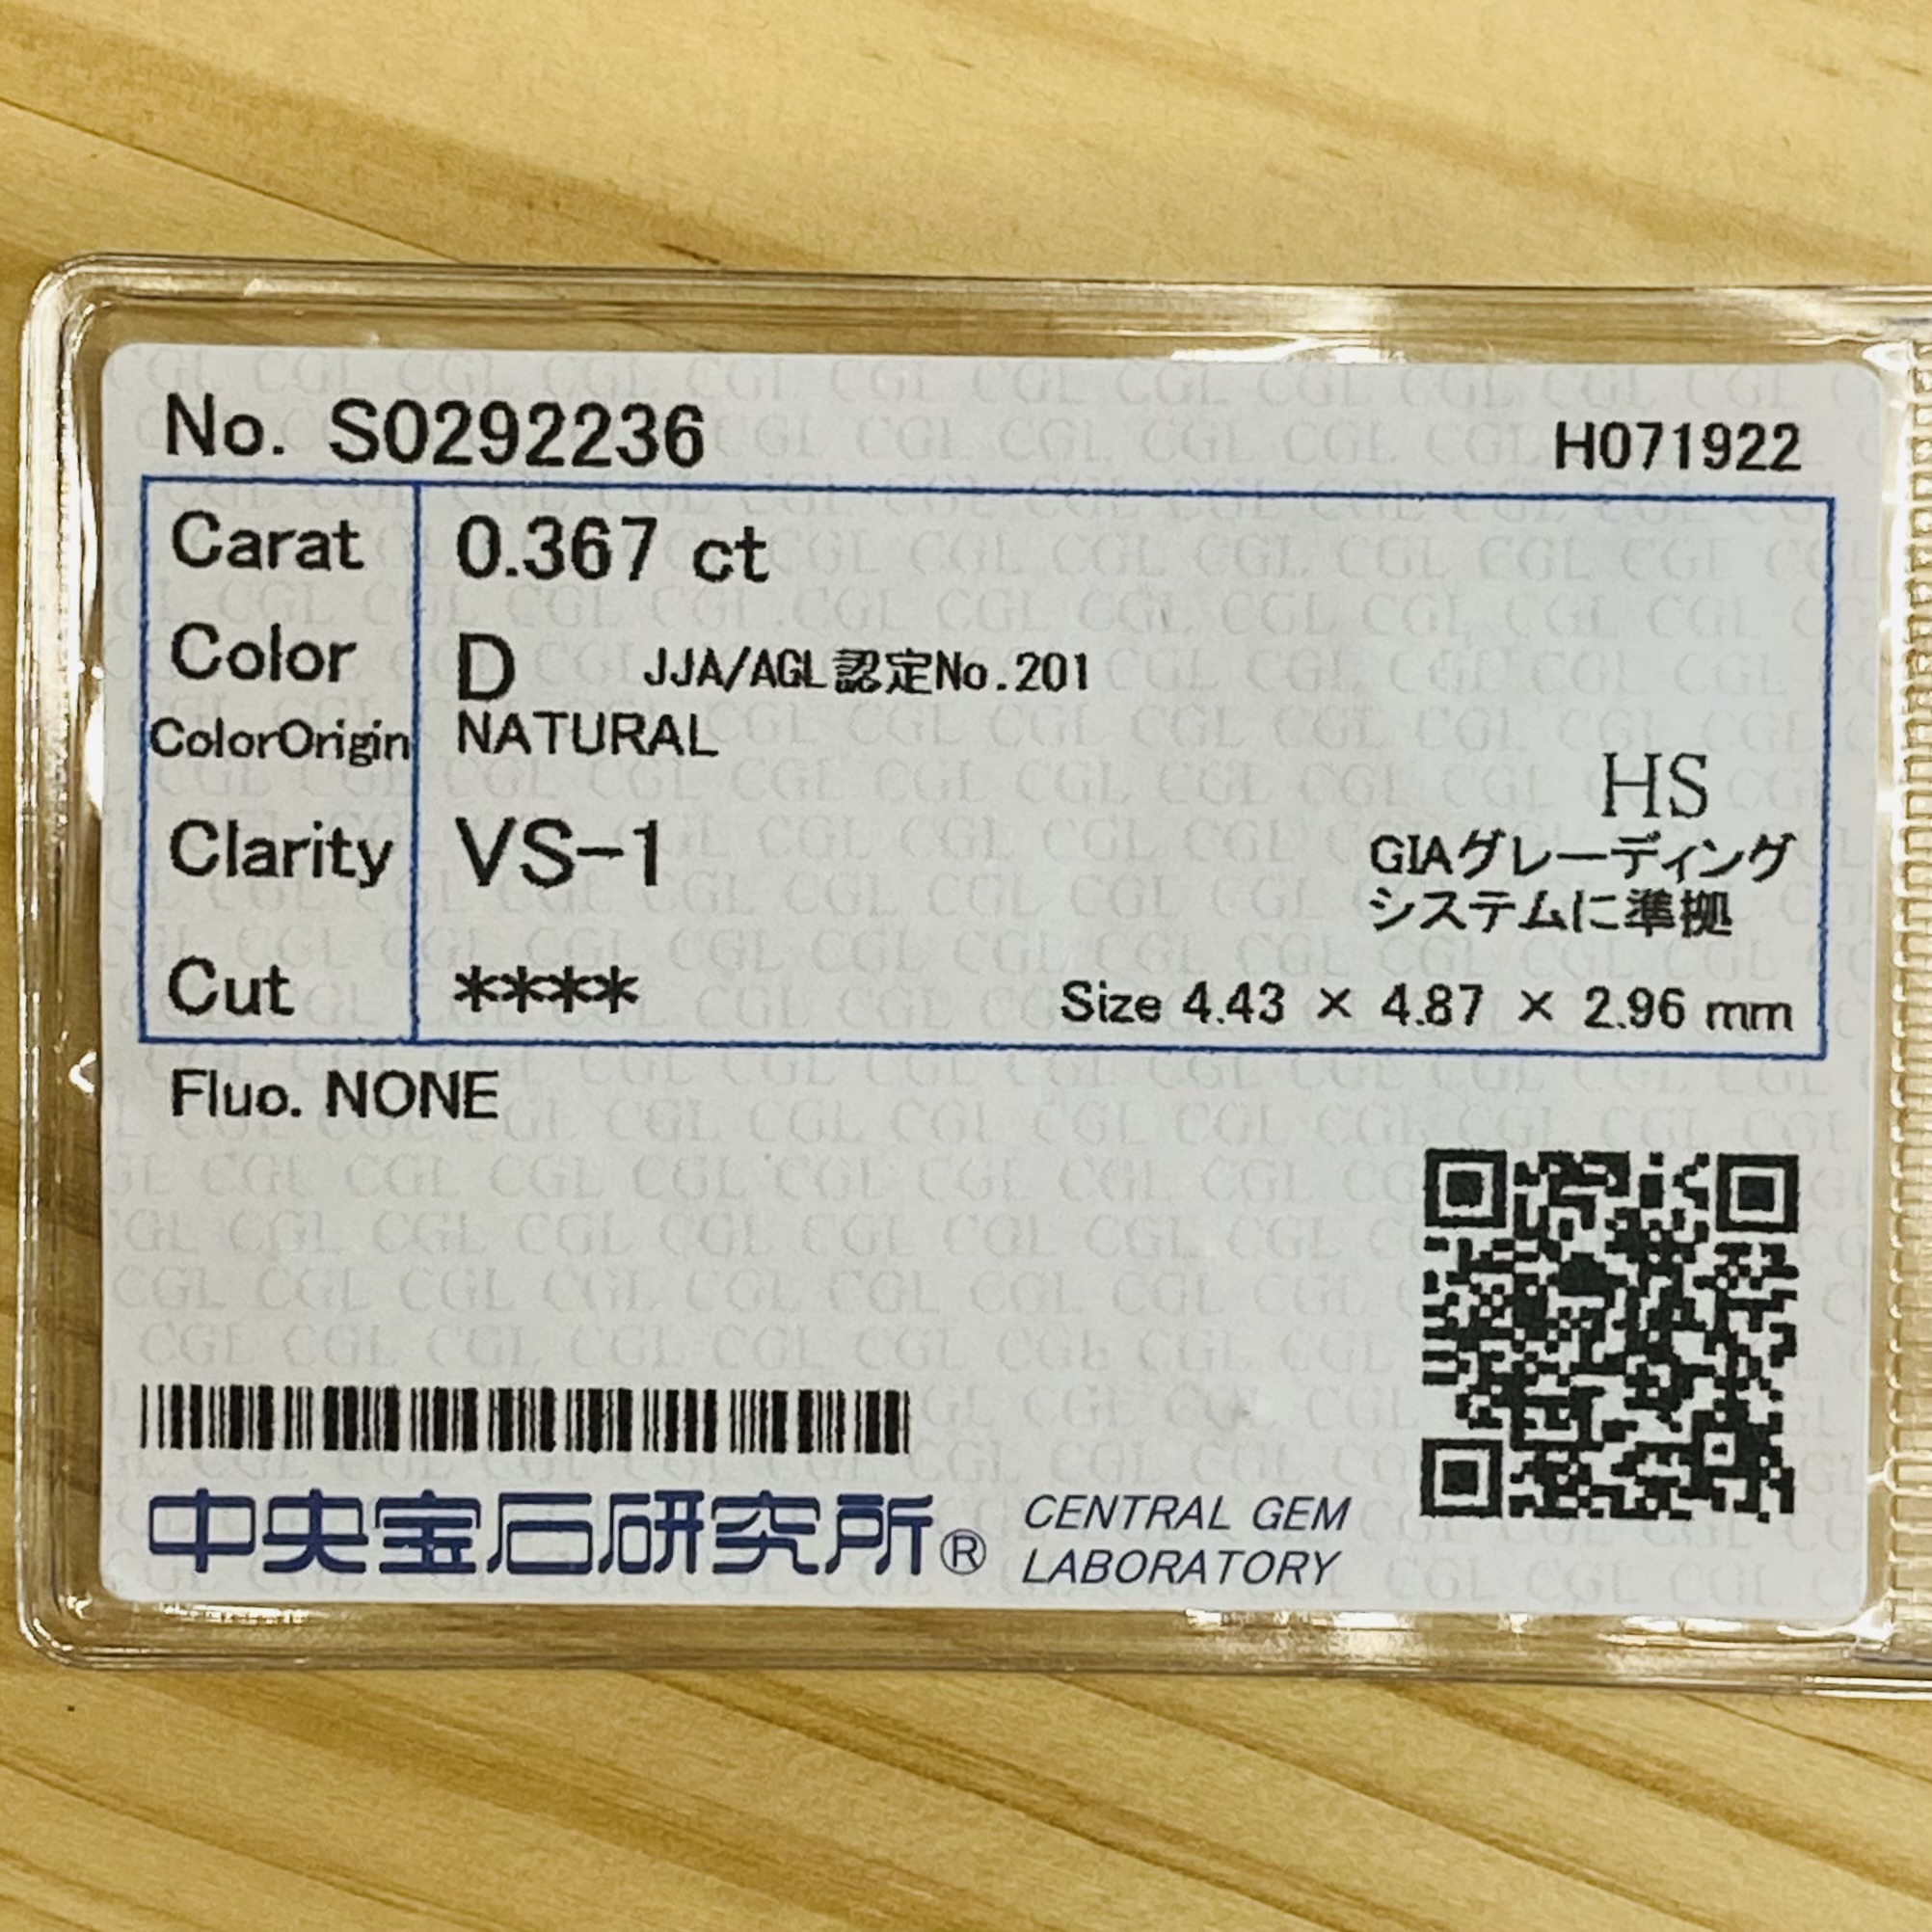 No. S0292236
H071922
Carat 0.367 ct
Color D JJA/AGL認定No.201
ColorOrigin NATURAL
HS
Clarity VS-1
GIAグレーディング
システムに準拠
Cut ****
Size 4.43 × 4.87 × 2.96 mm
Fluo. NONE
中央宝石研究所®
CENTRAL GEM
LABORATORY